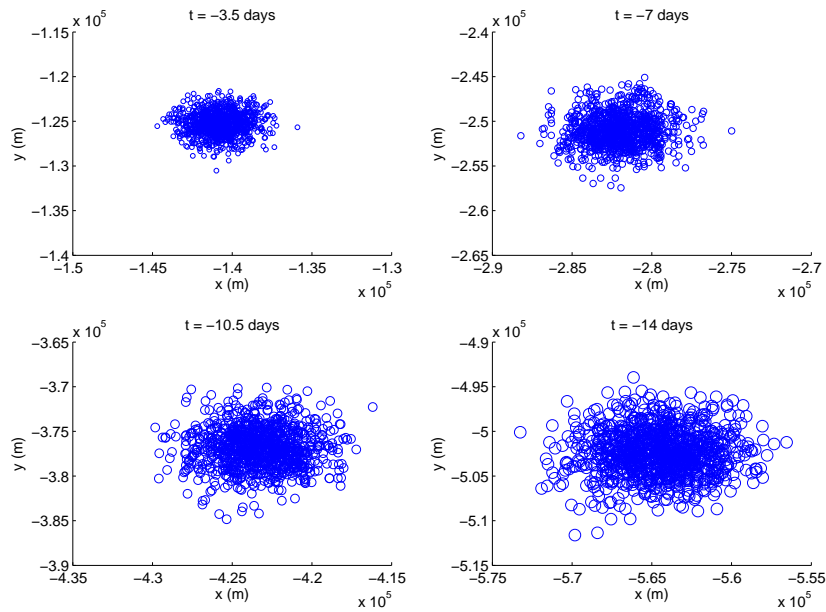 t = −3.5 days
x 10^5
−1.15
−1.2
−1.25
−1.3
−1.35
−1.4
y (m)
−1.5 −1.45 −1.4 −1.35 −1.3
x (m)
x 10^5
t = −7 days
x 10^5
−2.4
−2.45
−2.5
−2.55
−2.6
−2.65
y (m)
−2.9 −2.85 −2.8 −2.75 −2.7
x (m)
x 10^5
t = −10.5 days
x 10^5
−3.65
−3.7
−3.75
−3.8
−3.85
−3.9
y (m)
−4.35 −4.3 −4.25 −4.2 −4.15
x (m)
x 10^5
t = −14 days
x 10^5
−4.9
−4.95
−5
−5.05
−5.1
−5.15
y (m)
−5.75 −5.7 −5.65 −5.6 −5.55
x (m)
x 10^5